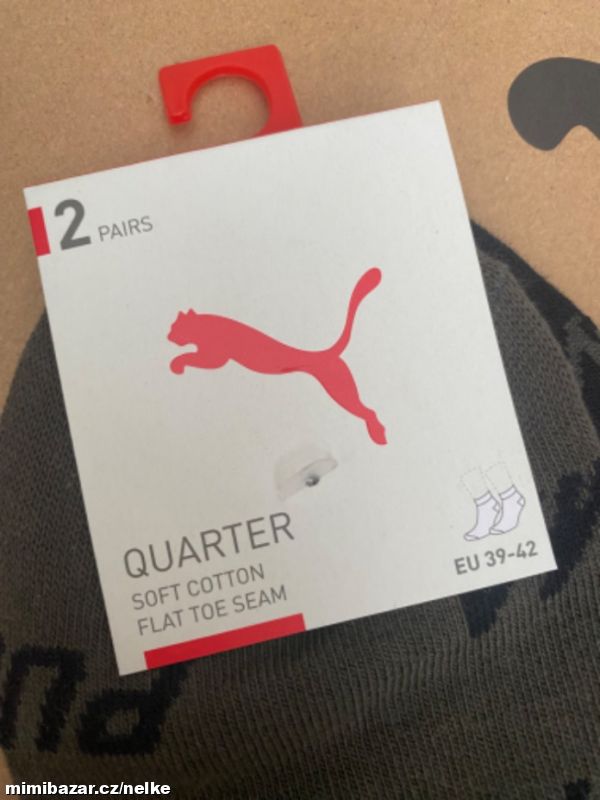 2 PAIRS
QUARTER
SOFT COTTON
FLAT TOE SEAM
EU 39-42
mimibazar.cz/nelke